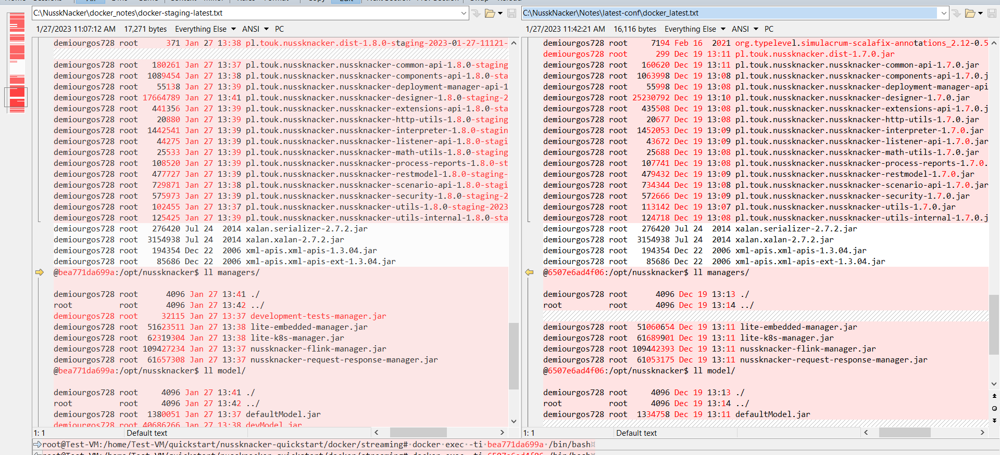 C:\NusskNacker\docker_notes\docker-staging-latest.txt
1/27/2023 11:07:12 AM 17,271 bytes Everything Else ANSI PC
demiourgos728 root 371 Jan 27 13:38 pl.touk.nussknacker.dist-1.8.0-staging-2023-01-27-11121-
demiourgos728 root 180261 Jan 27 13:37 pl.touk.nussknacker.nussknacker-common-api-1.8.0-staging
demiourgos728 root 1089454 Jan 27 13:38 pl.touk.nussknacker.nussknacker-components-api-1.8.0-sta
demiourgos728 root 55138 Jan 27 13:39 pl.touk.nussknacker.nussknacker-deployment-manager-api-1
demiourgos728 root 17664789 Jan 27 13:41 pl.touk.nussknacker.nussknacker-designer-1.8.0-staging-2
demiourgos728 root 441356 Jan 27 13:39 pl.touk.nussknacker.nussknacker-extensions-api-1.8.0-sta
demiourgos728 root 20880 Jan 27 13:39 pl.touk.nussknacker.nussknacker-http-utils-1.8.0-staging
demiourgos728 root 1442541 Jan 27 13:39 pl.touk.nussknacker.nussknacker-interpreter-1.8.0-stagin
demiourgos728 root 44275 Jan 27 13:39 pl.touk.nussknacker.nussknacker-listener-api-1.8.0-stagi
demiourgos728 root 25533 Jan 27 13:39 pl.touk.nussknacker.nussknacker-math-utils-1.8.0-staging
demiourgos728 root 108520 Jan 27 13:39 pl.touk.nussknacker.nussknacker-process-reports-1.8.0-st
demiourgos728 root 477727 Jan 27 13:39 pl.touk.nussknacker.nussknacker-restmodel-1.8.0-staging-
demiourgos728 root 729871 Jan 27 13:38 pl.touk.nussknacker.nussknacker-scenario-api-1.8.0-stagi
demiourgos728 root 575973 Jan 27 13:39 pl.touk.nussknacker.nussknacker-security-1.8.0-staging-2
demiourgos728 root 102455 Jan 27 13:37 pl.touk.nussknacker.nussknacker-utils-1.8.0-staging-2023
demiourgos728 root 125425 Jan 27 13:39 pl.touk.nussknacker.nussknacker-utils-internal-1.8.0-sta
demiourgos728 root 276420 Jul 24 2014 xalan.serializer-2.7.2.jar
demiourgos728 root 3154938 Jul 24 2014 xalan.xalan-2.7.2.jar
demiourgos728 root 194354 Dec 22 2006 xml-apis.xml-apis-1.3.04.jar
demiourgos728 root 85686 Dec 22 2006 xml-apis.xml-apis-ext-1.3.04.jar
@bea771da699a:/opt/nussknacker$ ll managers/
demiourgos728 root 4096 Jan 27 13:41 ./
root root 4096 Jan 27 13:42 ../
demiourgos728 root 32115 Jan 27 13:37 development-tests-manager.jar
demiourgos728 root 51623511 Jan 27 13:38 lite-embedded-manager.jar
demiourgos728 root 62319304 Jan 27 13:38 lite-k8s-manager.jar
demiourgos728 root 109427234 Jan 27 13:37 nussknacker-flink-manager.jar
demiourgos728 root 61657308 Jan 27 13:37 nussknacker-request-response-manager.jar
@bea771da699a:/opt/nussknacker$ ll model/
demiourgos728 root 4096 Jan 27 13:41 ./
root root 4096 Jan 27 13:42 ../
demiourgos728 root 1380051 Jan 27 13:37 defaultModel.jar
demiourgos728 root 40686266 Jan 27 13:38 devModel.jar
1: 1 Default text
C:\NusskNacker\Notes\latest-conf\docker_latest.txt
1/27/2023 11:42:21 AM 16,116 bytes Everything Else ANSI PC
demiourgos728 root 7194 Feb 16 2021 org.typelevel.simulacrum-scalafix-annotations_2.12-0.5
demiourgos728 root 299 Dec 19 13:11 pl.touk.nussknacker.dist-1.7.0.jar
demiourgos728 root 160620 Dec 19 13:11 pl.touk.nussknacker.nussknacker-common-api-1.7.0.jar
demiourgos728 root 1063998 Dec 19 13:08 pl.touk.nussknacker.nussknacker-components-api-1.7.0.j
demiourgos728 root 55998 Dec 19 13:08 pl.touk.nussknacker.nussknacker-deployment-manager-api
demiourgos728 root 25230792 Dec 19 13:10 pl.touk.nussknacker.nussknacker-designer-1.7.0.jar
demiourgos728 root 435508 Dec 19 13:08 pl.touk.nussknacker.nussknacker-extensions-api-1.7.0.j
demiourgos728 root 20677 Dec 19 13:08 pl.touk.nussknacker.nussknacker-http-utils-1.7.0.jar
demiourgos728 root 1452053 Dec 19 13:09 pl.touk.nussknacker.nussknacker-interpreter-1.7.0.jar
demiourgos728 root 43672 Dec 19 13:09 pl.touk.nussknacker.nussknacker-listener-api-1.7.0.jar
demiourgos728 root 25688 Dec 19 13:08 pl.touk.nussknacker.nussknacker-math-utils-1.7.0.jar
demiourgos728 root 107741 Dec 19 13:08 pl.touk.nussknacker.nussknacker-process-reports-1.7.0.
demiourgos728 root 479432 Dec 19 13:09 pl.touk.nussknacker.nussknacker-restmodel-1.7.0.jar
demiourgos728 root 734344 Dec 19 13:08 pl.touk.nussknacker.nussknacker-scenario-api-1.7.0.jar
demiourgos728 root 572666 Dec 19 13:09 pl.touk.nussknacker.nussknacker-security-1.7.0.jar
demiourgos728 root 113142 Dec 19 13:07 pl.touk.nussknacker.nussknacker-utils-1.7.0.jar
demiourgos728 root 124718 Dec 19 13:08 pl.touk.nussknacker.nussknacker-utils-internal-1.7.0.j
demiourgos728 root 276420 Jul 24 2014 xalan.serializer-2.7.2.jar
demiourgos728 root 3154938 Jul 24 2014 xalan.xalan-2.7.2.jar
demiourgos728 root 194354 Dec 22 2006 xml-apis.xml-apis-1.3.04.jar
demiourgos728 root 85686 Dec 22 2006 xml-apis.xml-apis-ext-1.3.04.jar
@6507e6ad4f06:/opt/nussknacker$ ll managers/
demiourgos728 root 4096 Dec 19 13:13 ./
root root 4096 Dec 19 13:14 ../
demiourgos728 root 51060654 Dec 19 13:11 lite-embedded-manager.jar
demiourgos728 root 61689901 Dec 19 13:11 lite-k8s-manager.jar
demiourgos728 root 109442393 Dec 19 13:11 nussknacker-flink-manager.jar
demiourgos728 root 61053175 Dec 19 13:11 nussknacker-request-response-manager.jar
@6507e6ad4f06:/opt/nussknacker$ ll model/
demiourgos728 root 4096 Dec 19 13:13 ./
root root 4096 Dec 19 13:14 ../
demiourgos728 root 1334758 Dec 19 13:11 defaultModel.jar
1: 1 Default text
root@Test-VM:/home/Test-VM/quickstart/nussknacker-quickstart/docker/streaming#·docker·exec·-ti·bea771da699a·/bin/bash¤